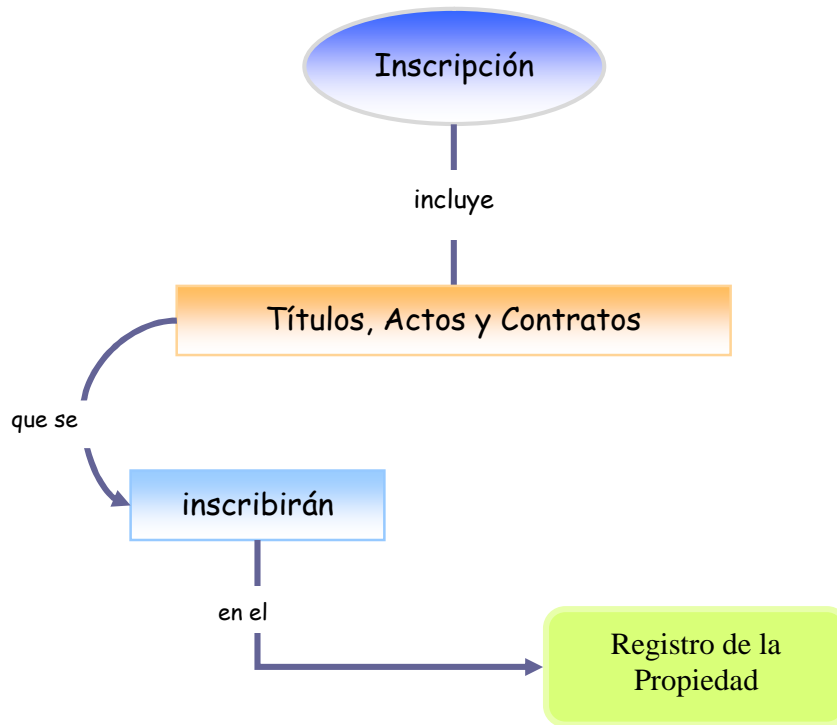 Inscripción
incluye
Títulos, Actos y Contratos
que se
inscribirán
en el
Registro de la
Propiedad